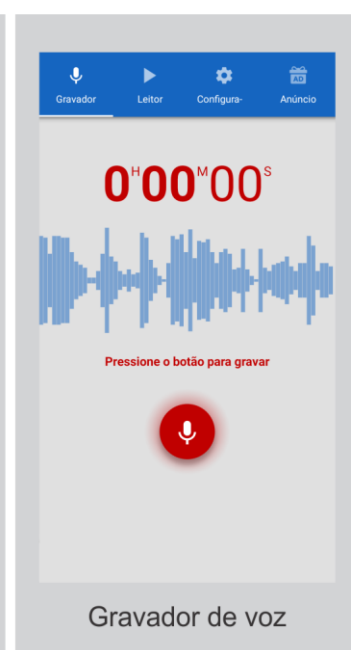 Gravador
Leitor
Configura-
AD
Anúncio
0H00M00S
Pressione o botão para gravar
Gravador de voz